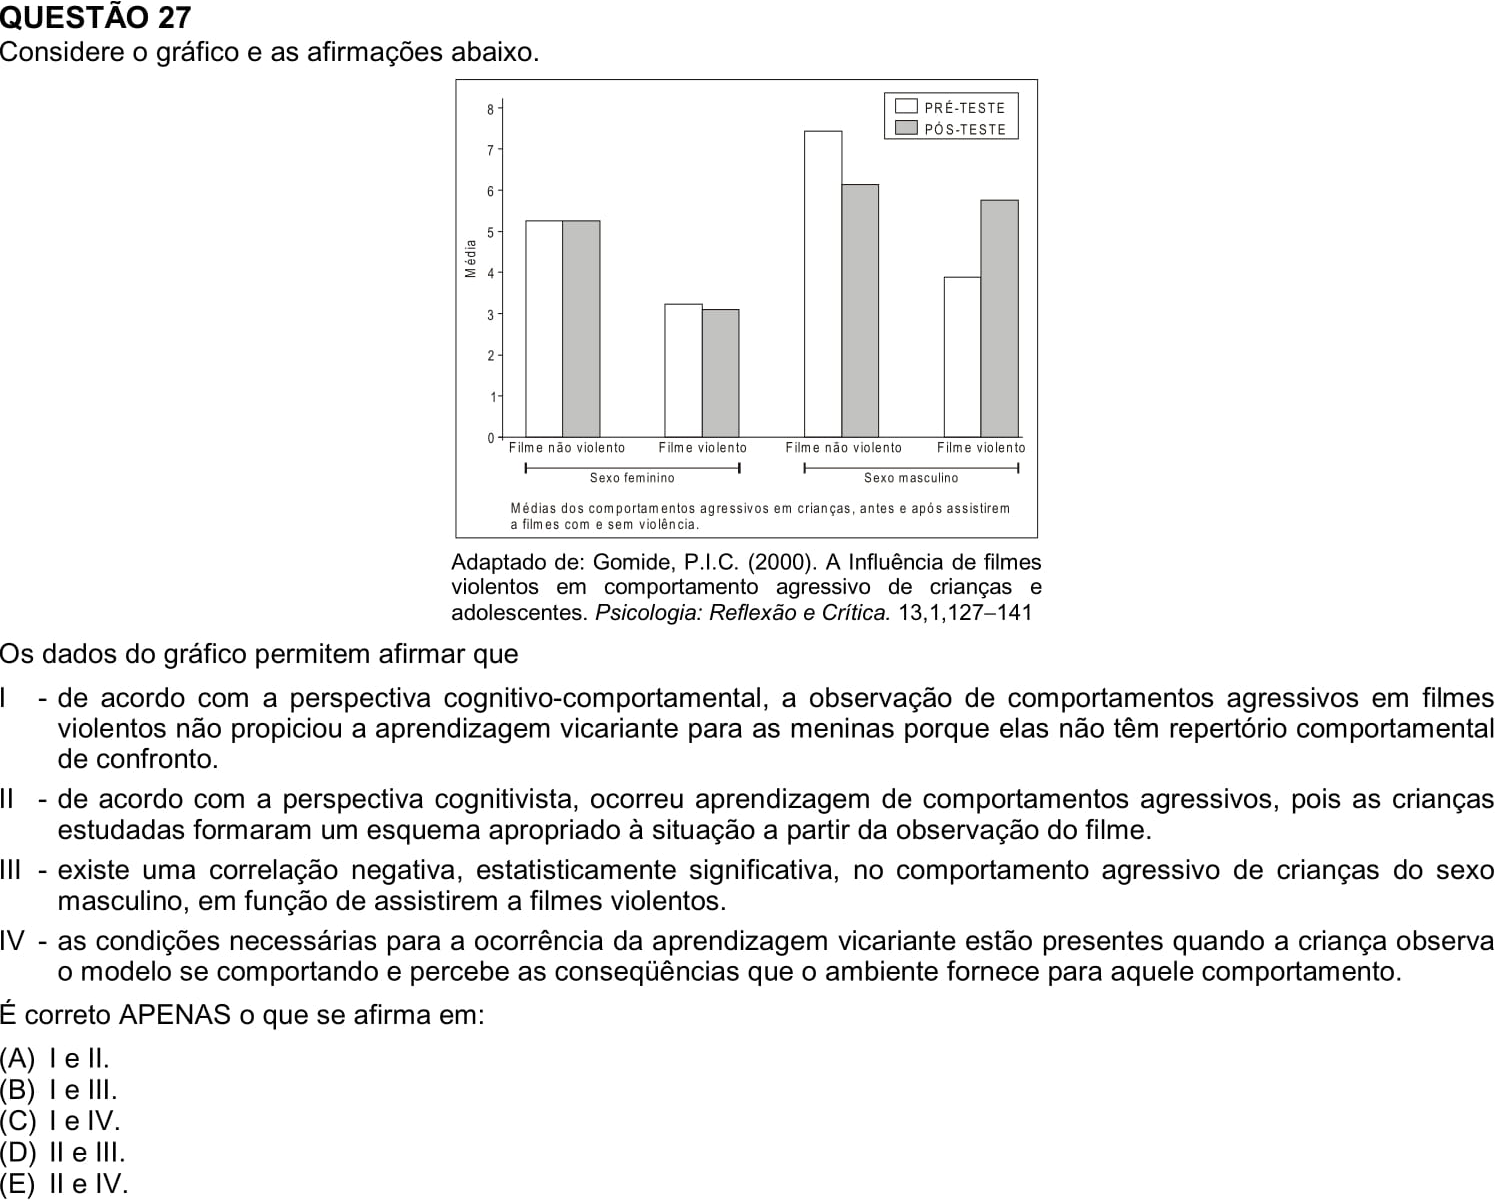 QUESTÃO 27
Considere o gráfico e as afirmações abaixo.
8
7
6
5
4
3
2
1
0
Média
PRÉ-TESTE
PÓS-TESTE
Filme não violento
Filme violento
Filme não violento
Filme violento
Sexo feminino
Sexo masculino
Médias dos comportamentos agressivos em crianças, antes e após assistirem
a filmes com e sem violência.
Adaptado de: Gomide, P.I.C. (2000). A Influência de filmes
violentos em comportamento agressivo de crianças e
adolescentes. Psicologia: Reflexão e Crítica. 13,1,127–141
Os dados do gráfico permitem afirmar que
I - de acordo com a perspectiva cognitivo-comportamental, a observação de comportamentos agressivos em filmes
violentos não propiciou a aprendizagem vicariante para as meninas porque elas não têm repertório comportamental
de confronto.
II - de acordo com a perspectiva cognitivista, ocorreu aprendizagem de comportamentos agressivos, pois as crianças
estudadas formaram um esquema apropriado à situação a partir da observação do filme.
III - existe uma correlação negativa, estatisticamente significativa, no comportamento agressivo de crianças do sexo
masculino, em função de assistirem a filmes violentos.
IV - as condições necessárias para a ocorrência da aprendizagem vicariante estão presentes quando a criança observa
o modelo se comportando e percebe as conseqüências que o ambiente fornece para aquele comportamento.
É correto APENAS o que se afirma em:
(A) I e II.
(B) I e III.
(C) I e IV.
(D) II e III.
(E) II e IV.